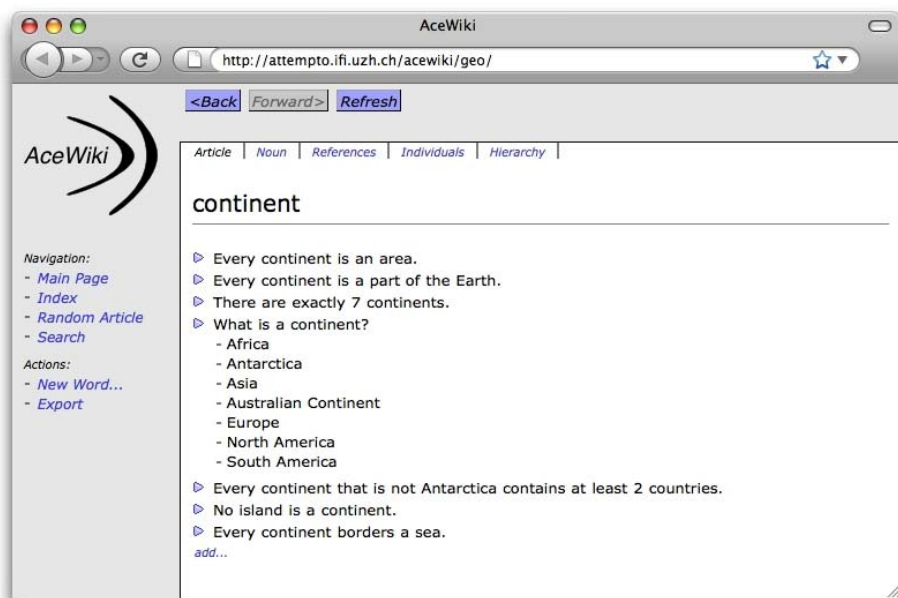 AceWiki
http://attempto.ifi.uzh.ch/acewiki/geo/
<Back Forward> Refresh
AceWiki
Article Noun References Individuals Hierarchy
continent
Navigation:
- Main Page
- Index
- Random Article
- Search
Actions:
- New Word...
- Export
Every continent is an area.
Every continent is a part of the Earth.
There are exactly 7 continents.
What is a continent?
- Africa
- Antarctica
- Asia
- Australian Continent
- Europe
- North America
- South America
Every continent that is not Antarctica contains at least 2 countries.
No island is a continent.
Every continent borders a sea.
add...